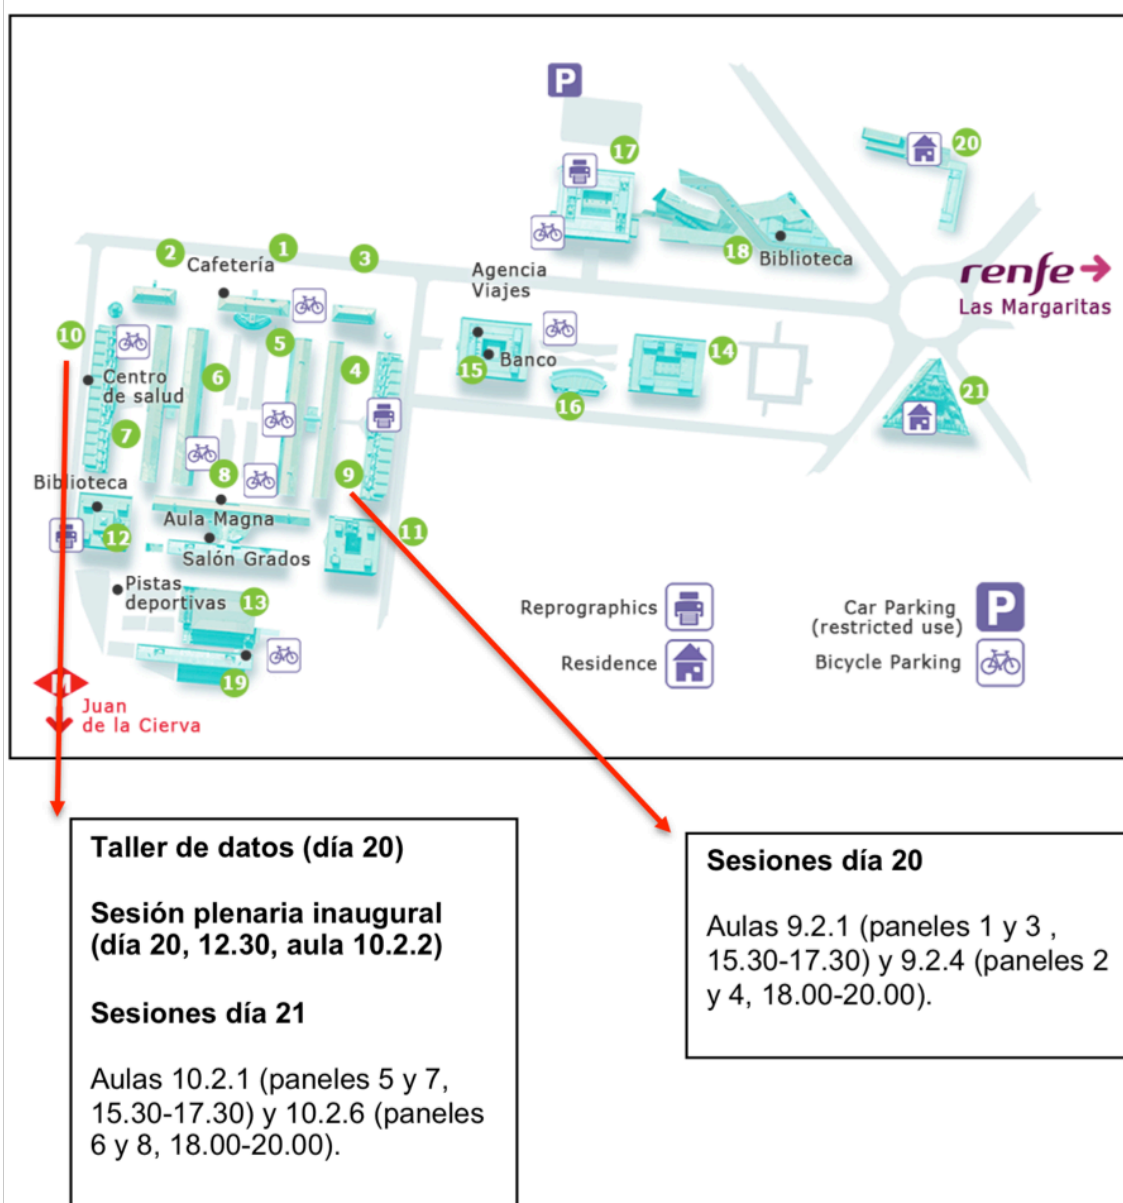 P
17
20
1
2
3
Cafetería
Agencia
Viajes
18
Biblioteca
renfe
Las Margaritas
10
5
6
4
Centro
de salud
15
Banco
14
16
21
7
8
9
Biblioteca
Aula Magna
11
12
Salón Grados
Pistas
deportivas
13
19
M
Juan
de la Cierva
Reprographics
Residence
Car Parking
(restricted use)
P
Bicycle Parking
Taller de datos (día 20)
Sesión plenaria inaugural
(día 20, 12.30, aula 10.2.2)
Sesiones día 21
Aulas 10.2.1 (paneles 5 y 7,
15.30-17.30) y 10.2.6 (paneles
6 y 8, 18.00-20.00).
Sesiones día 20
Aulas 9.2.1 (paneles 1 y 3 ,
15.30-17.30) y 9.2.4 (paneles 2
y 4, 18.00-20.00).